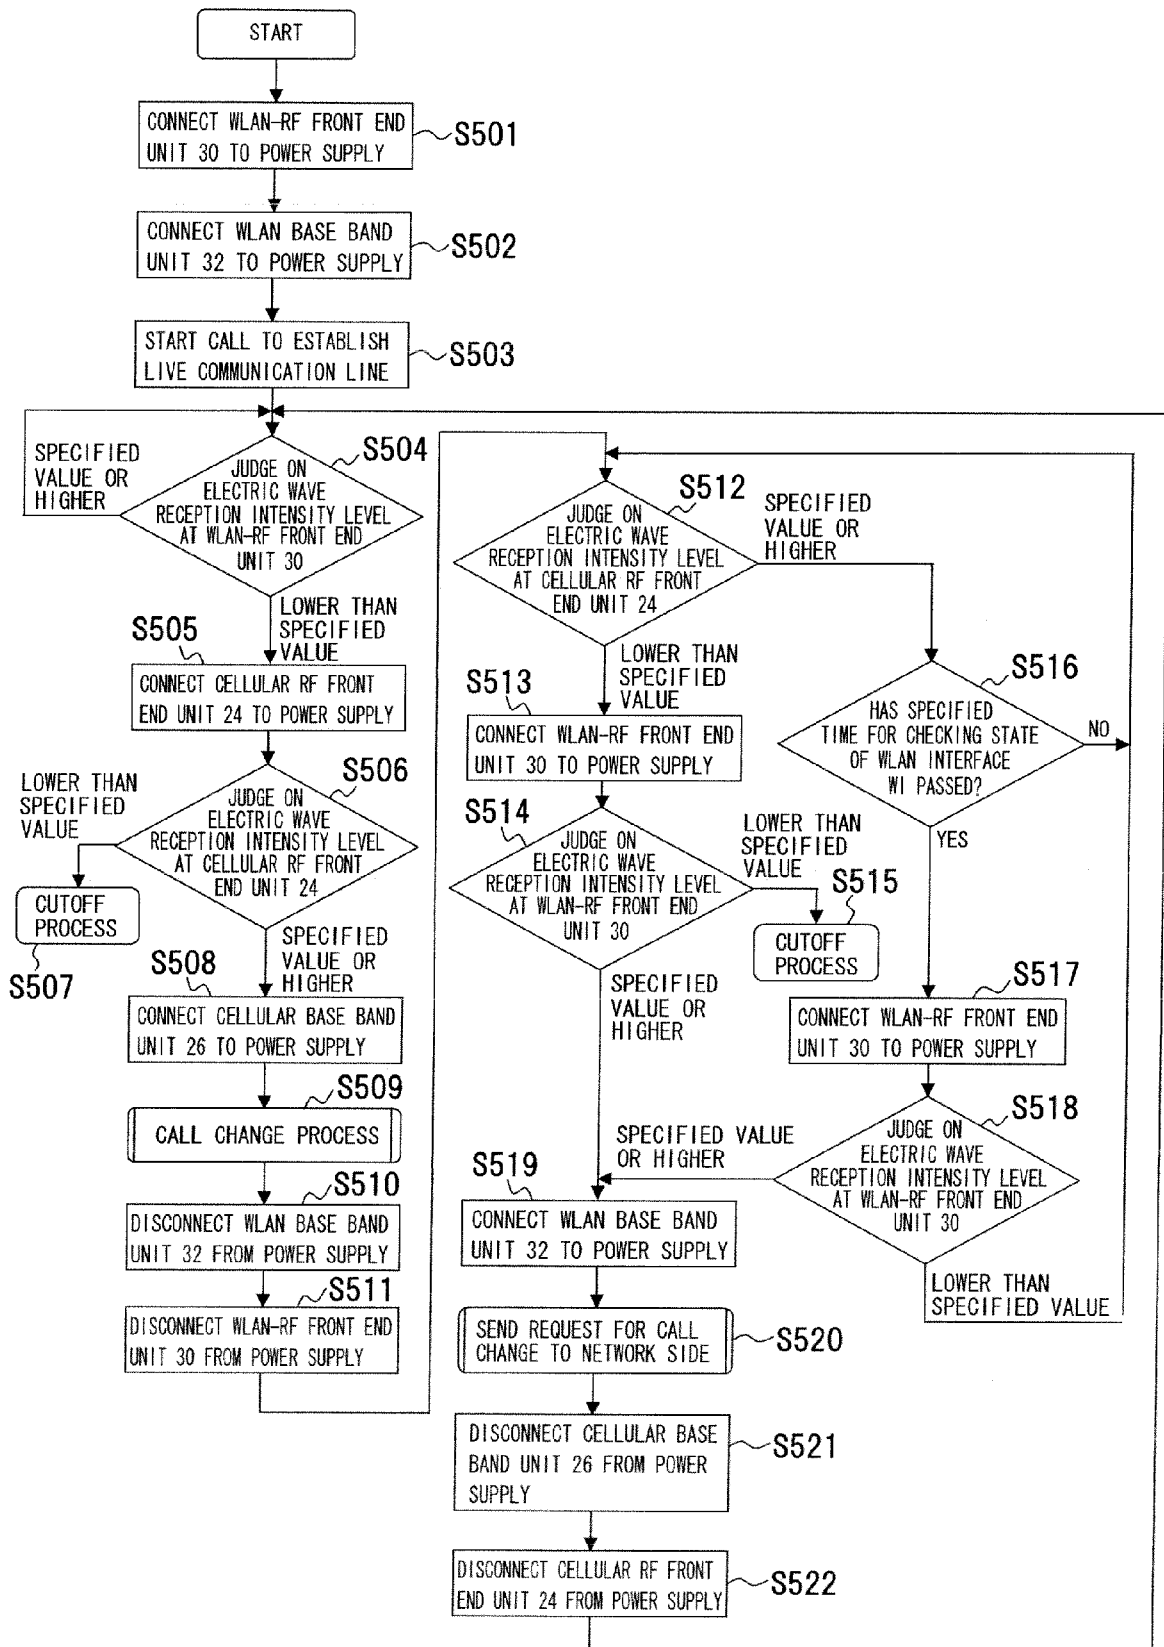 START
CONNECT WLAN-RF FRONT END
UNIT 30 TO POWER SUPPLY
S501
CONNECT WLAN BASE BAND
UNIT 32 TO POWER SUPPLY
S502
START CALL TO ESTABLISH
LIVE COMMUNICATION LINE
S503
SPECIFIED
VALUE OR
HIGHER
S504
JUDGE ON
ELECTRIC WAVE
RECEPTION INTENSITY LEVEL
AT WLAN-RF FRONT END
UNIT 30
LOWER THAN
SPECIFIED
VALUE
S505
CONNECT CELLULAR RF FRONT
END UNIT 24 TO POWER SUPPLY
S506
JUDGE ON
ELECTRIC WAVE
RECEPTION INTENSITY LEVEL
AT CELLULAR RF FRONT
END UNIT 24
LOWER THAN
SPECIFIED
VALUE
CUTOFF
PROCESS
S507
SPECIFIED
VALUE OR
HIGHER
S508
CONNECT CELLULAR BASE BAND
UNIT 26 TO POWER SUPPLY
S509
CALL CHANGE PROCESS
S510
DISCONNECT WLAN BASE BAND
UNIT 32 FROM POWER SUPPLY
S511
DISCONNECT WLAN-RF FRONT END
UNIT 30 FROM POWER SUPPLY
S512
JUDGE ON
ELECTRIC WAVE
RECEPTION INTENSITY LEVEL
AT CELLULAR RF FRONT
END UNIT 24
SPECIFIED
VALUE OR
HIGHER
LOWER THAN
SPECIFIED
VALUE
S513
CONNECT WLAN-RF FRONT END
UNIT 30 TO POWER SUPPLY
S514
JUDGE ON
ELECTRIC WAVE
RECEPTION INTENSITY LEVEL
AT WLAN-RF FRONT END
UNIT 30
LOWER THAN
SPECIFIED
VALUE
S515
CUTOFF
PROCESS
SPECIFIED
VALUE OR
HIGHER
S516
HAS SPECIFIED
TIME FOR CHECKING STATE
OF WLAN INTERFACE
WI PASSED?
NO
YES
S517
CONNECT WLAN-RF FRONT END
UNIT 30 TO POWER SUPPLY
S518
JUDGE ON
ELECTRIC WAVE
RECEPTION INTENSITY LEVEL
AT WLAN-RF FRONT END
UNIT 30
SPECIFIED VALUE
OR HIGHER
LOWER THAN
SPECIFIED VALUE
S519
CONNECT WLAN BASE BAND
UNIT 32 TO POWER SUPPLY
SEND REQUEST FOR CALL
CHANGE TO NETWORK SIDE
S520
DISCONNECT CELLULAR BASE
BAND UNIT 26 FROM POWER
SUPPLY
S521
DISCONNECT CELLULAR RF FRONT
END UNIT 24 FROM POWER SUPPLY
S522